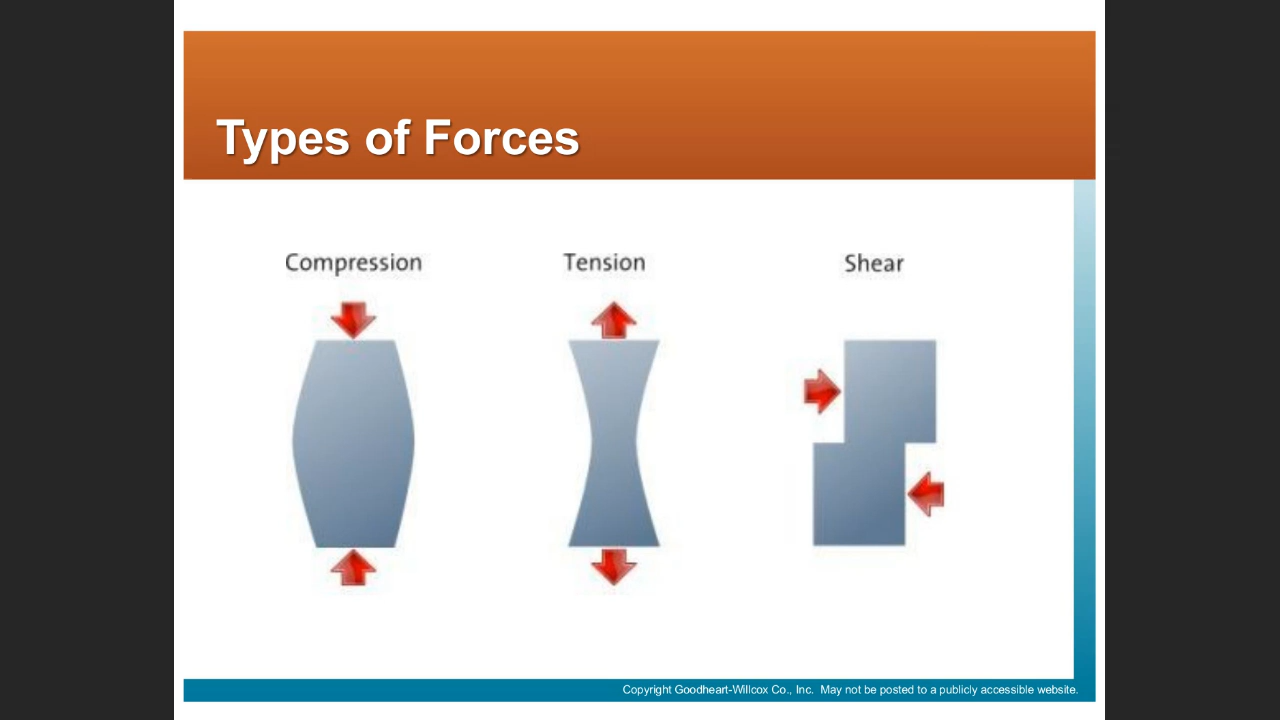 Types of Forces
Compression
Tension
Shear
Copyright Goodheart-Willcox Co., Inc.  May not be posted to a publicly accessible website.